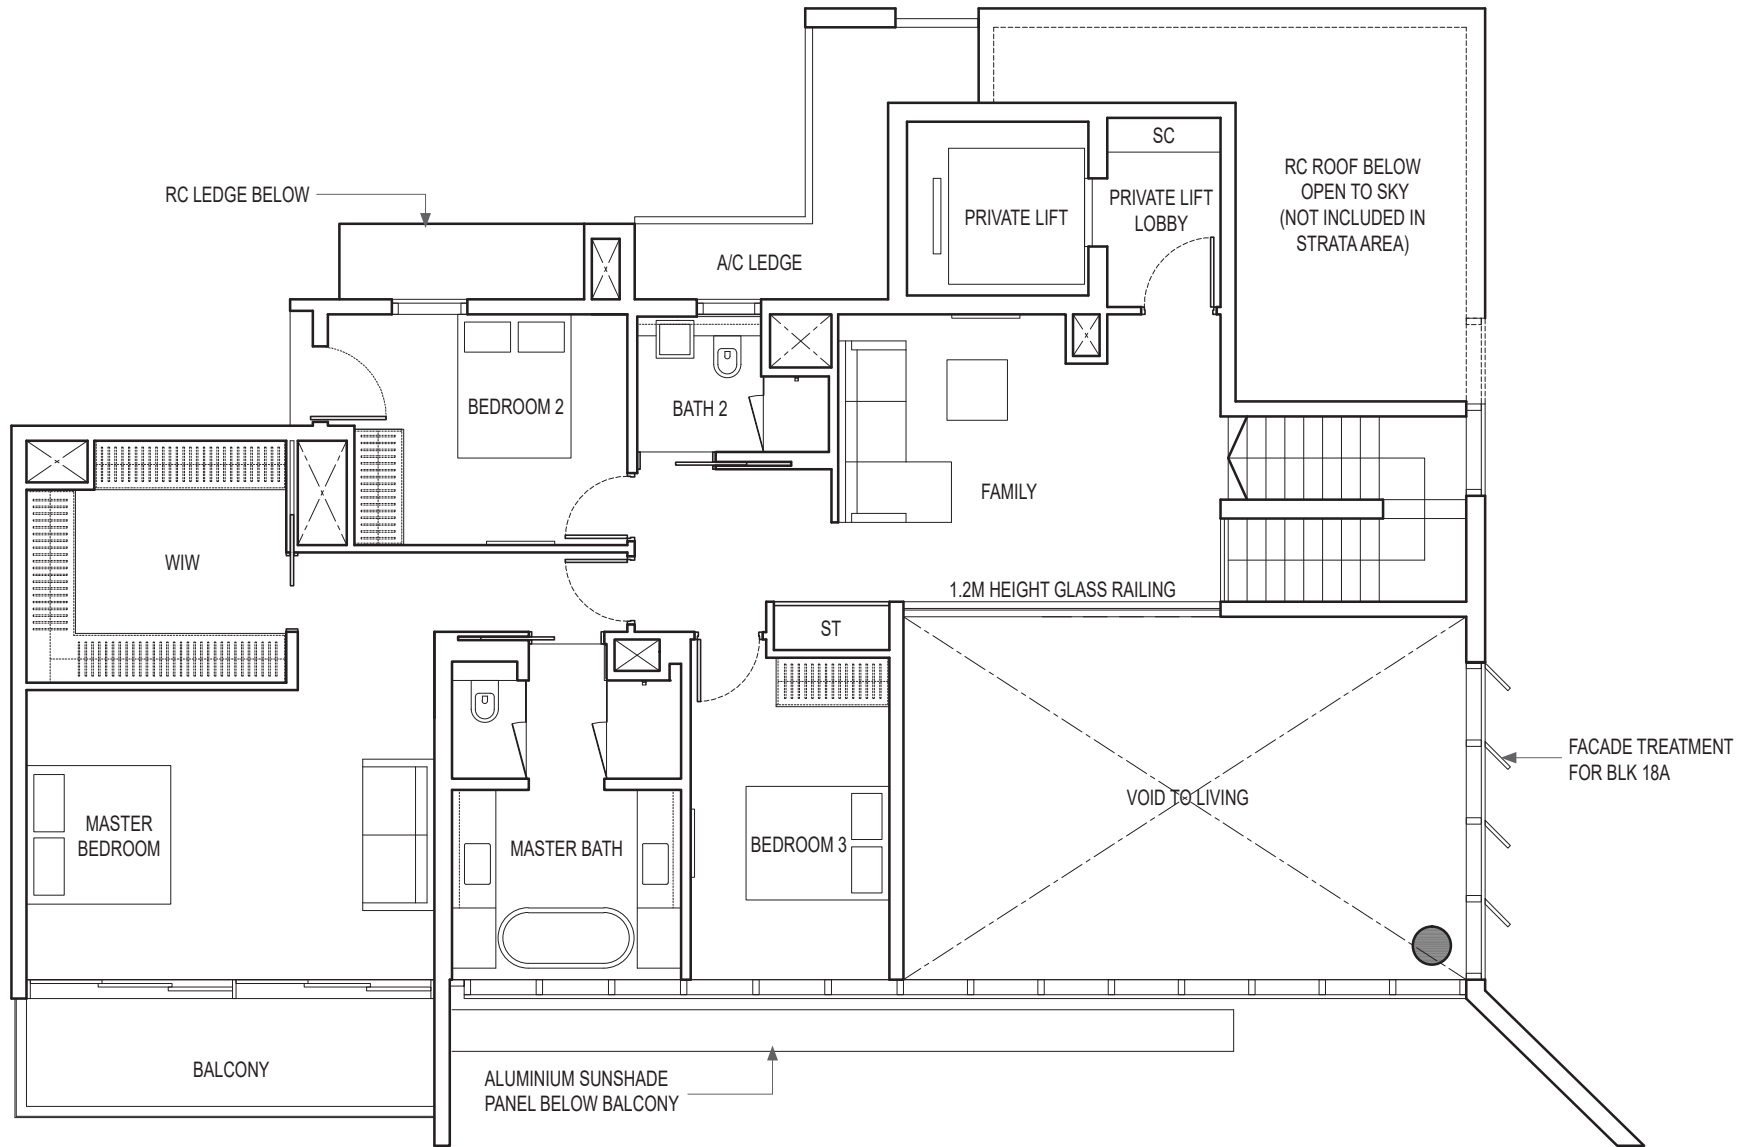 SC
RC ROOF BELOW
OPEN TO SKY
(NOT INCLUDED IN
STRATA AREA)
RC LEDGE BELOW
PRIVATE LIFT
PRIVATE LIFT
LOBBY
A/C LEDGE
BEDROOM 2
BATH 2
FAMILY
WIW
1.2M HEIGHT GLASS RAILING
ST
FACADE TREATMENT
FOR BLK 18A
VOID TO LIVING
MASTER
BEDROOM
MASTER BATH
BEDROOM 3
BALCONY
ALUMINIUM SUNSHADE
PANEL BELOW BALCONY